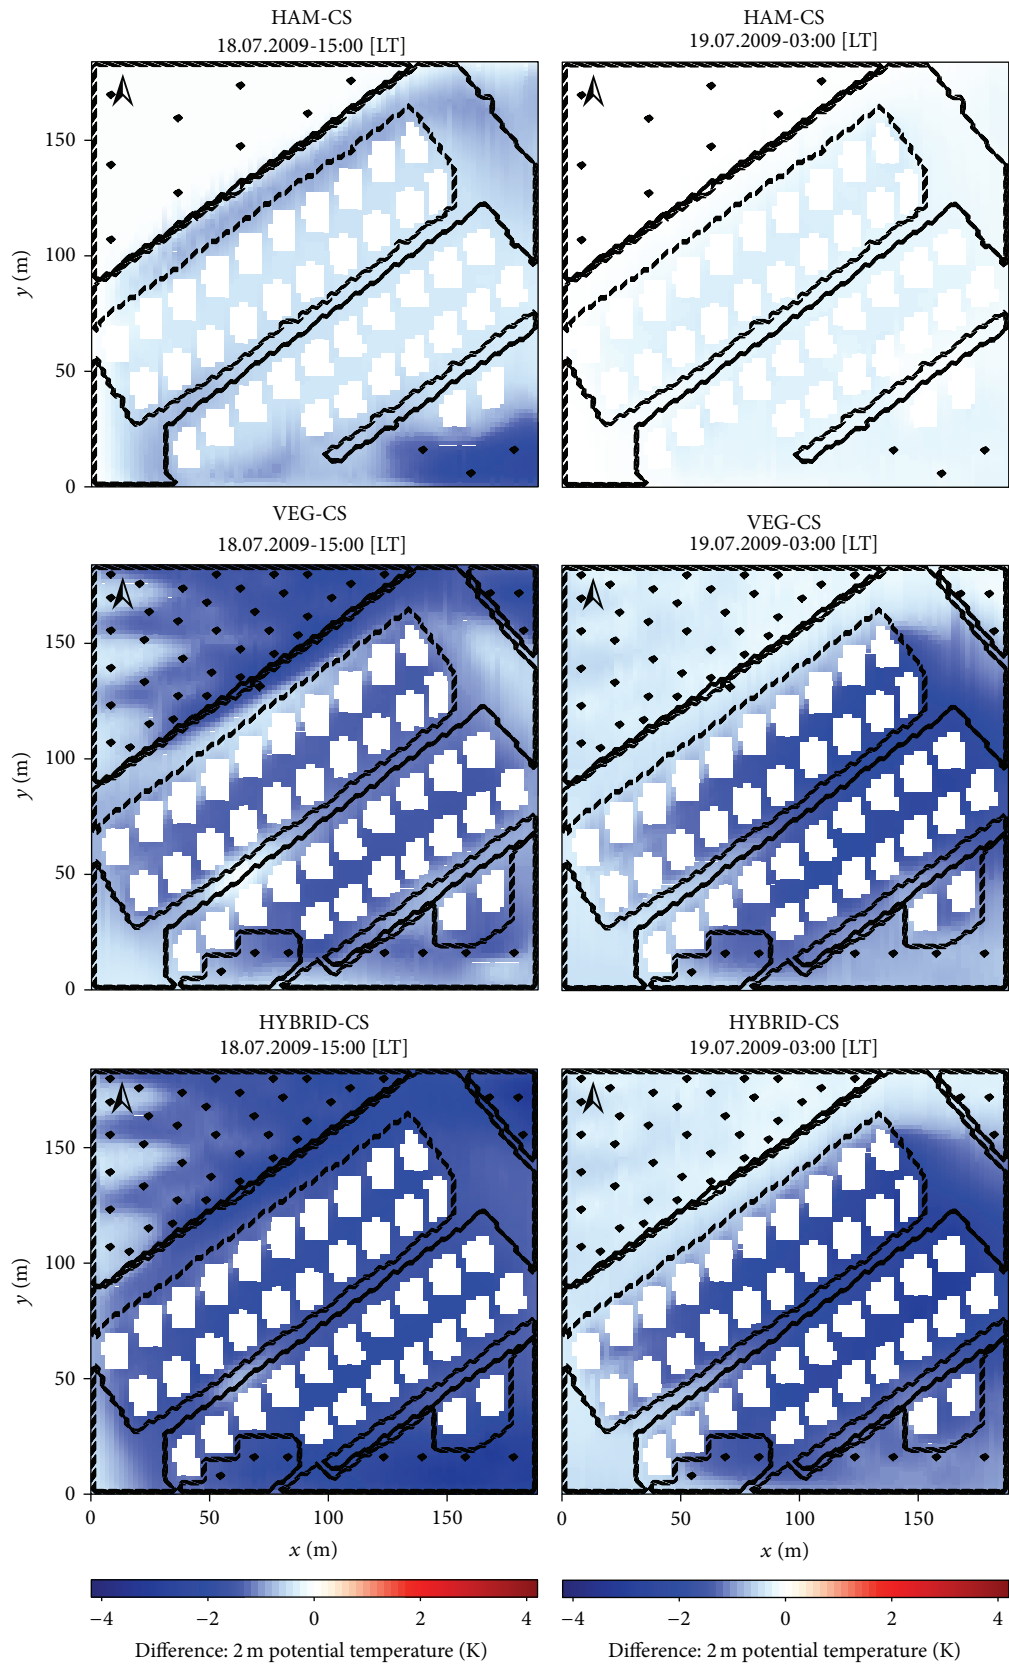 HAM-CS
18.07.2009-15:00 [LT]
HAM-CS
19.07.2009-03:00 [LT]
y (m)
150
100
50
0
VEG-CS
18.07.2009-15:00 [LT]
VEG-CS
19.07.2009-03:00 [LT]
y (m)
150
100
50
0
HYBRID-CS
18.07.2009-15:00 [LT]
HYBRID-CS
19.07.2009-03:00 [LT]
y (m)
150
100
50
0
0 50 100 150
x (m)
0 50 100 150
x (m)
−4 −2 0 2 4
Difference: 2 m potential temperature (K)
−4 −2 0 2 4
Difference: 2 m potential temperature (K)